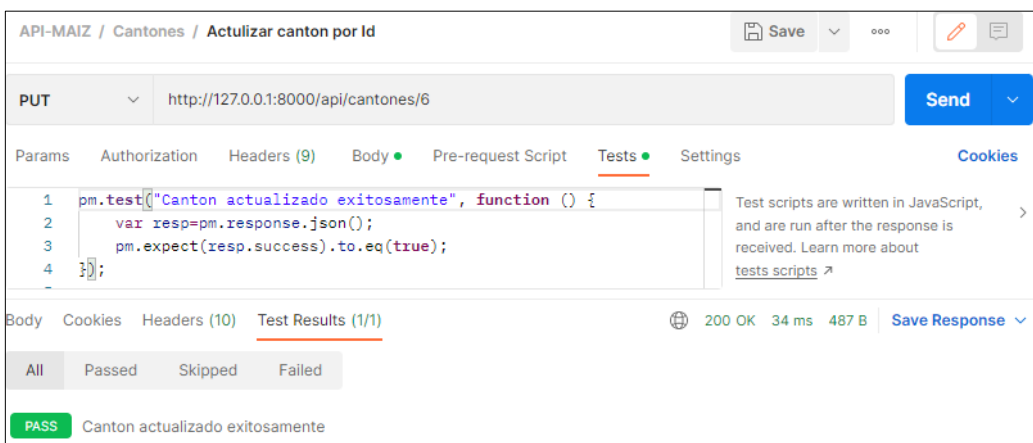 API-MAIZ / Cantones / Actulizar canton por Id
Save
PUT http://127.0.0.1:8000/api/cantones/6 Send
Params Authorization Headers (9) Body Pre-request Script Tests Settings Cookies
1 pm.test("Canton actualizado exitosamente", function () {
2 var resp=pm.response.json();
3 pm.expect(resp.success).to.eq(true);
4 });
Test scripts are written in JavaScript,
and are run after the response is
received. Learn more about
tests scripts ↗
Body Cookies Headers (10) Test Results (1/1) 200 OK 34 ms 487 B Save Response
All Passed Skipped Failed
PASS Canton actualizado exitosamente